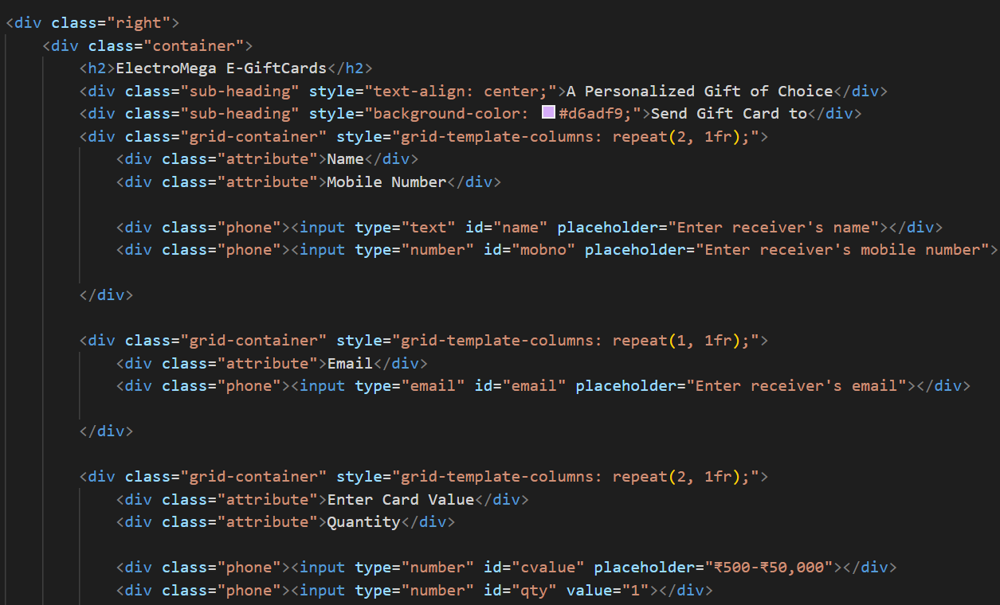 <div class="right">
<div class="container">
<h2>ElectroMega E-GiftCards</h2>
<div class="sub-heading" style="text-align: center;">A Personalized Gift of Choice</div>
<div class="sub-heading" style="background-color: #d6adf9;">Send Gift Card to</div>
<div class="grid-container" style="grid-template-columns: repeat(2, 1fr);">
<div class="attribute">Name</div>
<div class="attribute">Mobile Number</div>
<div class="phone"><input type="text" id="name" placeholder="Enter receiver's name"></div>
<div class="phone"><input type="number" id="mobno" placeholder="Enter receiver's mobile number">
</div>
<div class="grid-container" style="grid-template-columns: repeat(1, 1fr);">
<div class="attribute">Email</div>
<div class="phone"><input type="email" id="email" placeholder="Enter receiver's email"></div>
</div>
<div class="grid-container" style="grid-template-columns: repeat(2, 1fr);">
<div class="attribute">Enter Card Value</div>
<div class="attribute">Quantity</div>
<div class="phone"><input type="number" id="cvalue" placeholder="₹500-₹50,000"></div>
<div class="phone"><input type="number" id="qty" value="1"></div>